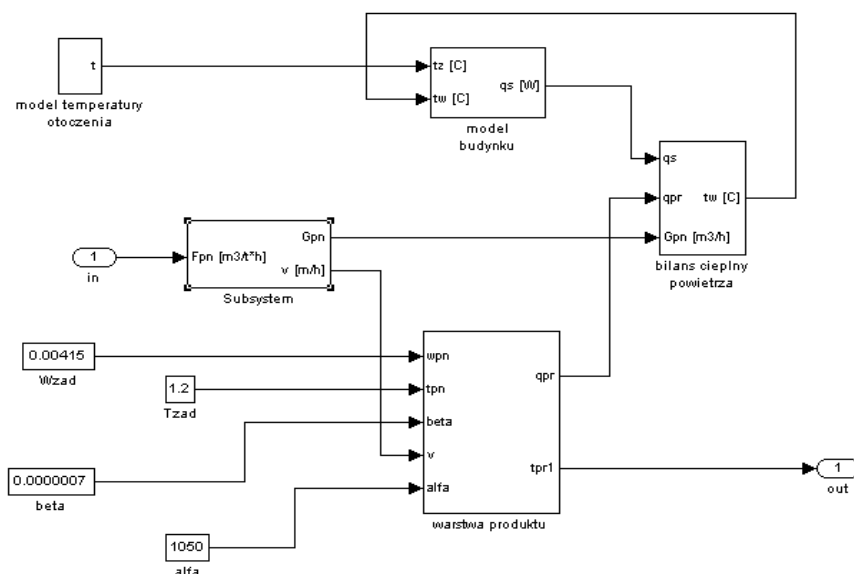 t
model temperatury
otoczenia
tz [C]
tw [C]
qs [W]
model
budynku
qs
qpr
Gpn [m3/h]
tw [C]
bilans cieplny
powietrza
1
in
Fpn [m3/t*h]
Gpn
v [m/h]
Subsystem
0.00415
Wzad
1.2
Tzad
0.0000007
beta
1050
alfa
wpn
tpn
beta
v
alfa
qpr
tpr1
warstwa produktu
1
out